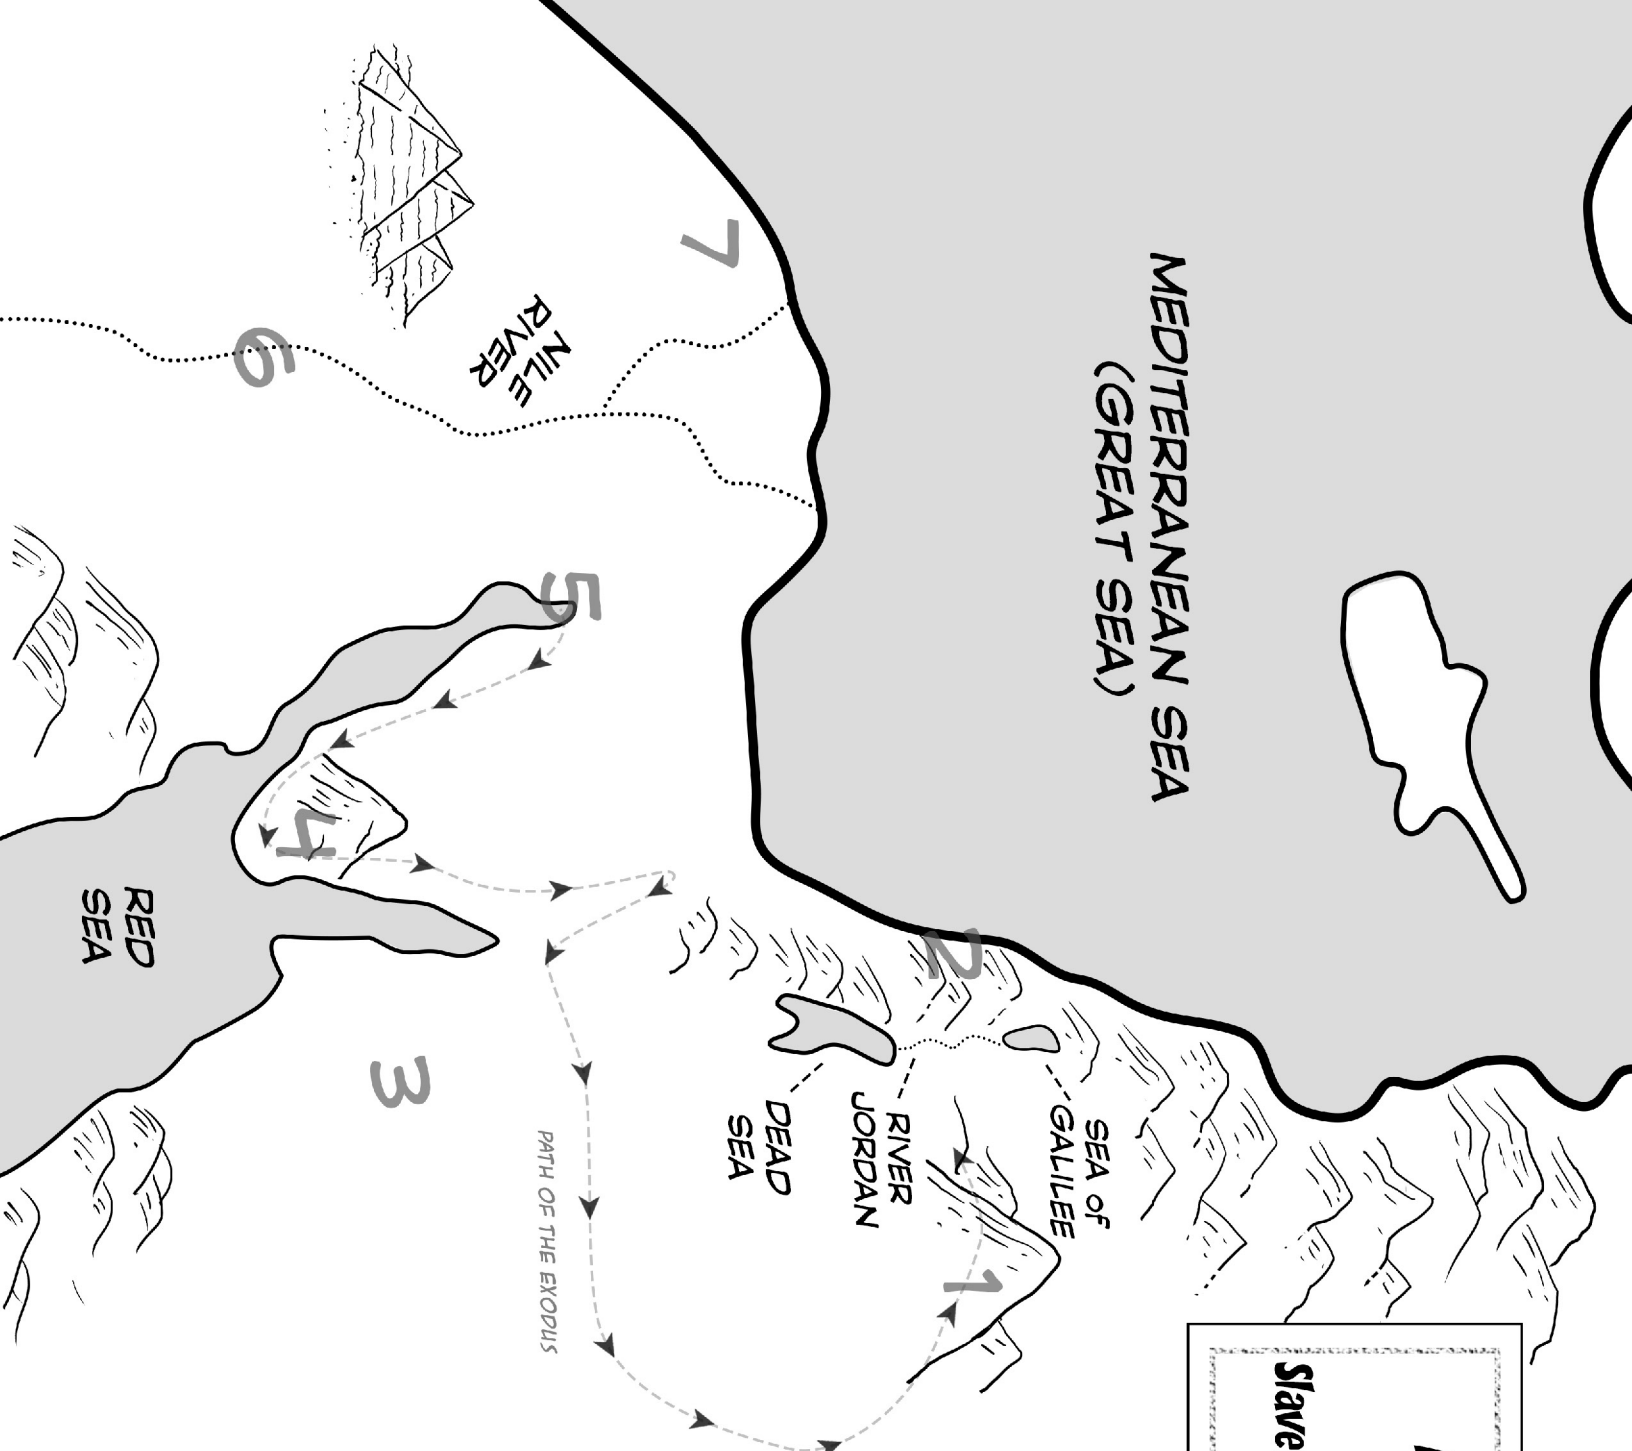 MEDITERRANEAN SEA
(GREAT SEA)
7
NILE
RIVER
6
5
4
RED
SEA
3
2
SEA of
GALILEE
RIVER
JORDAN
DEAD
SEA
1
PATH OF THE EXODUS
Slave